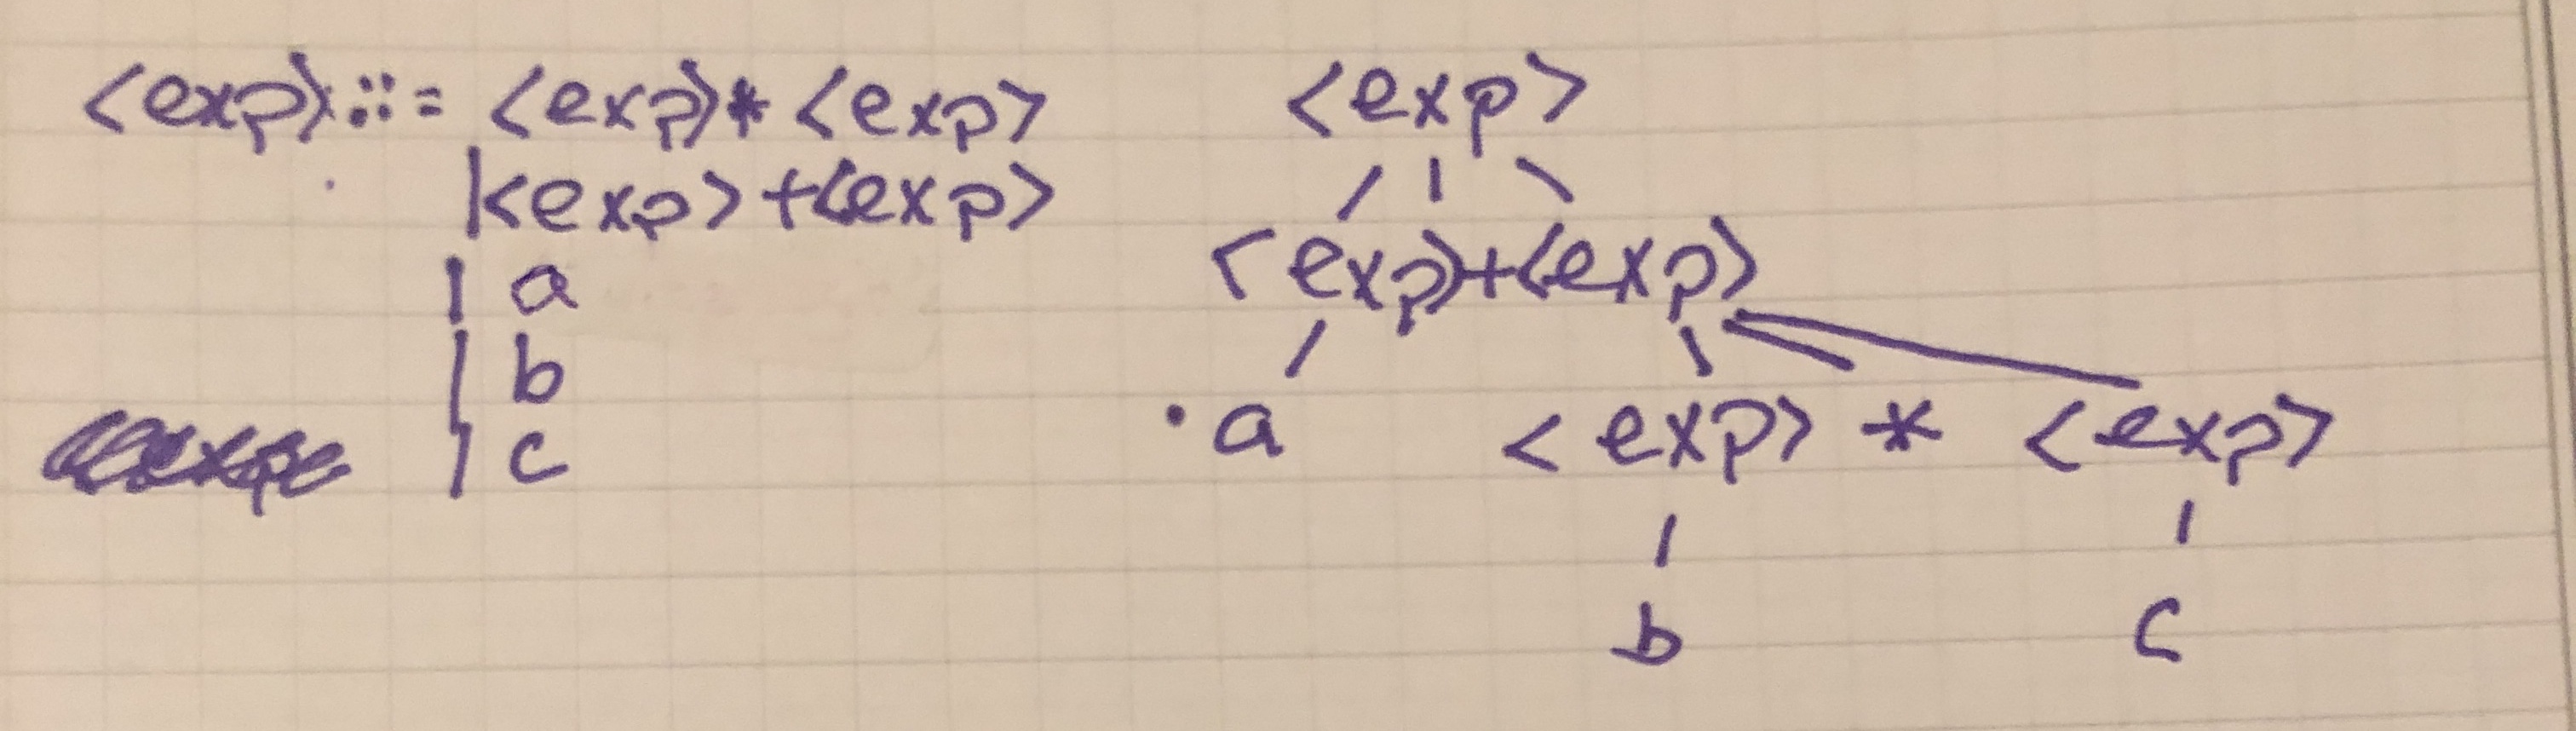 <exp>::= <exp>*<exp>
|<exp>+<exp>
| a
| b
| c
<exp>
<exp>+<exp>
a <exp> * <exp>
b c